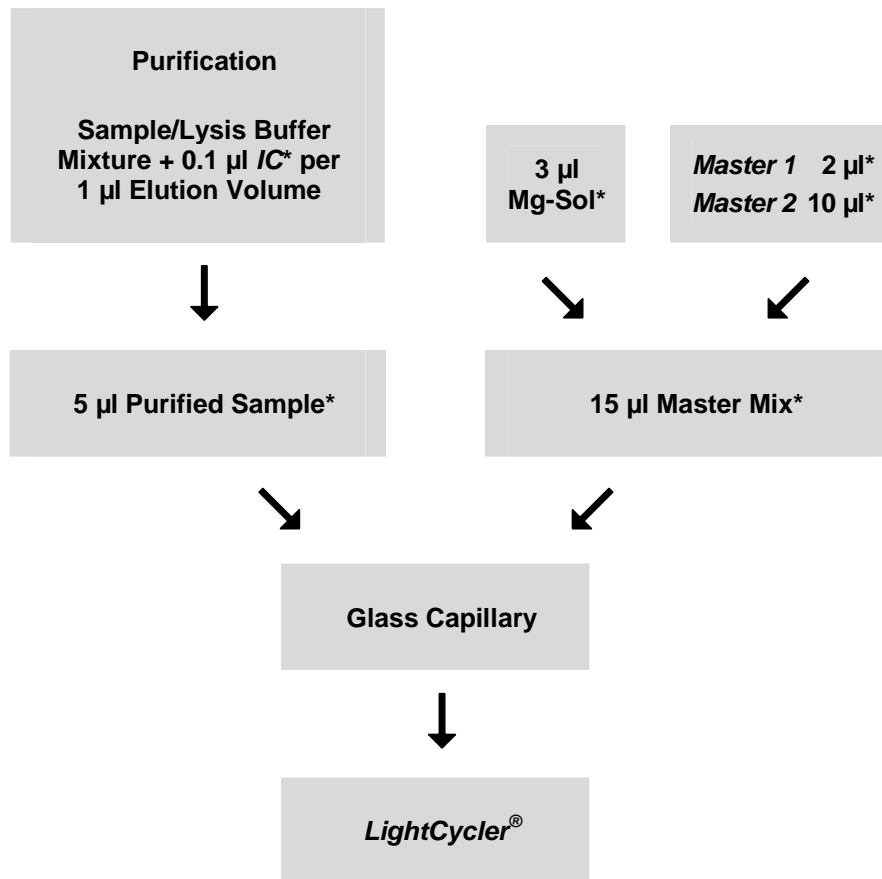 Purification
Sample/Lysis Buffer
Mixture + 0.1 µl IC* per
1 µl Elution Volume
3 µl
Mg-Sol*
Master 1 2 µl*
Master 2 10 µl*
5 µl Purified Sample*
15 µl Master Mix*
Glass Capillary
LightCycler®